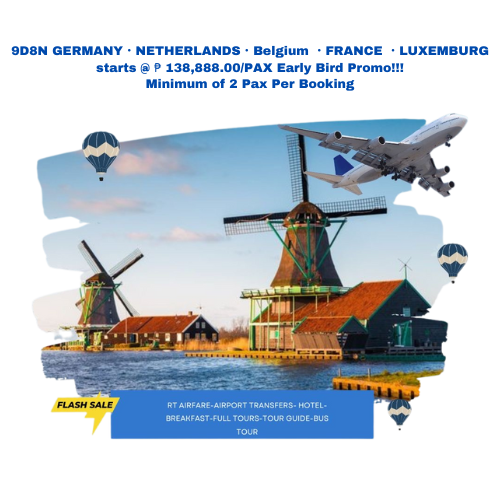 9D8N GERMANY · NETHERLANDS · Belgium · FRANCE · LUXEMBURG
starts @ ₱ 138,888.00/PAX Early Bird Promo!!!
Minimum of 2 Pax Per Booking
FLASH SALE
RT AIRFARE-AIRPORT TRANSFERS- HOTEL-
BREAKFAST-FULL TOURS-TOUR GUIDE-BUS
TOUR